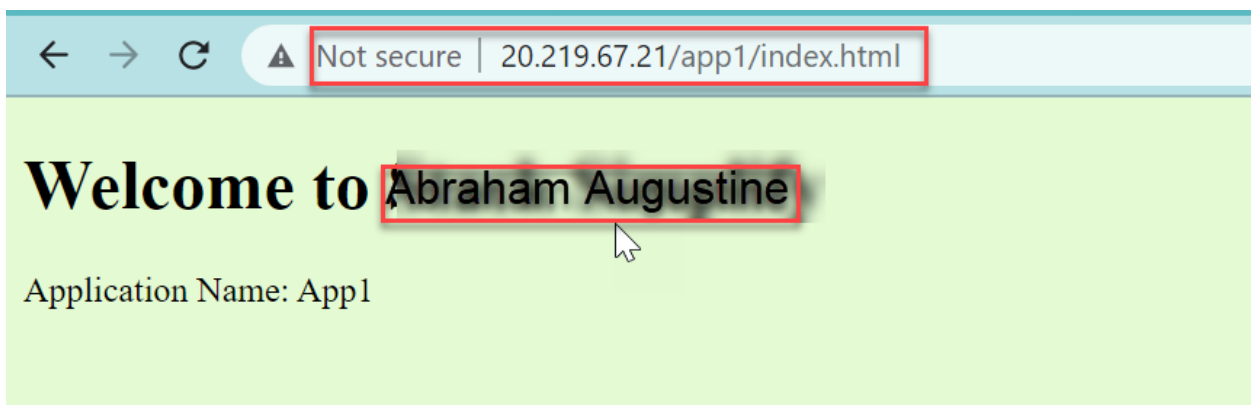 Not secure | 20.219.67.21/app1/index.html
Welcome to Abraham Augustine
Application Name: App1